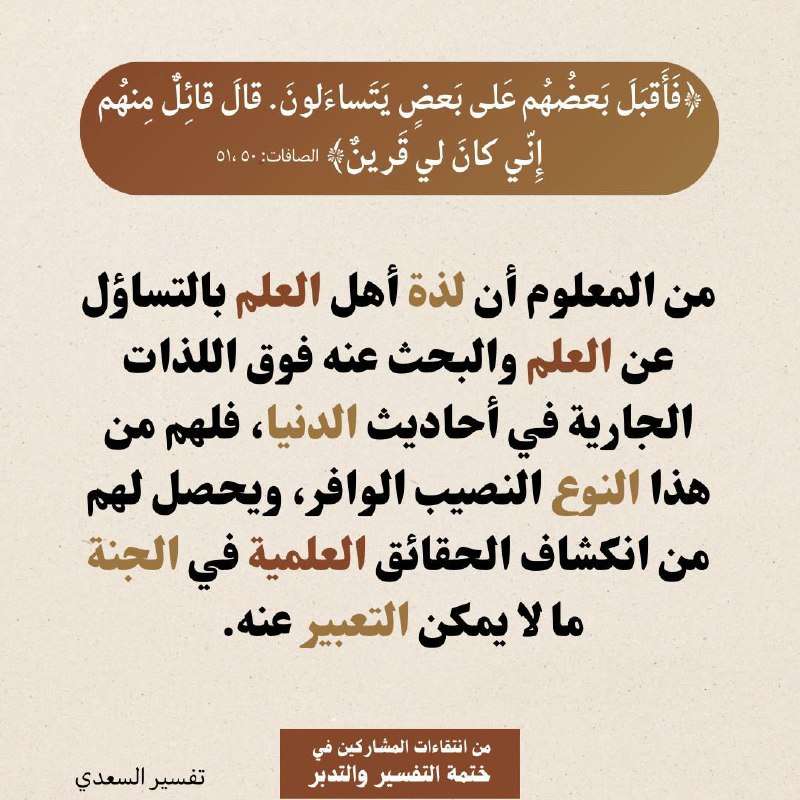 ﴿فَأَقبَلَ بَعضُهُم عَلى بَعضٍ يَتَساءَلونَ. قالَ قائِلٌ مِنهُم
إِنّي كانَ لي قَرينٌ﴾ الصافات: ٥٠ ،٥١
من المعلوم أن لذة أهل العلم بالتساؤل
عن العلم والبحث عنه فوق اللذات
الجارية في أحاديث الدنيا، فلهم من
هذا النوع النصيب الوافر، ويحصل لهم
من انكشاف الحقائق العلمية في الجنة
ما لا يمكن التعبير عنه.
من انتقاءات المشاركين في
ختمة التفسير والتدبر
تفسير السعدي